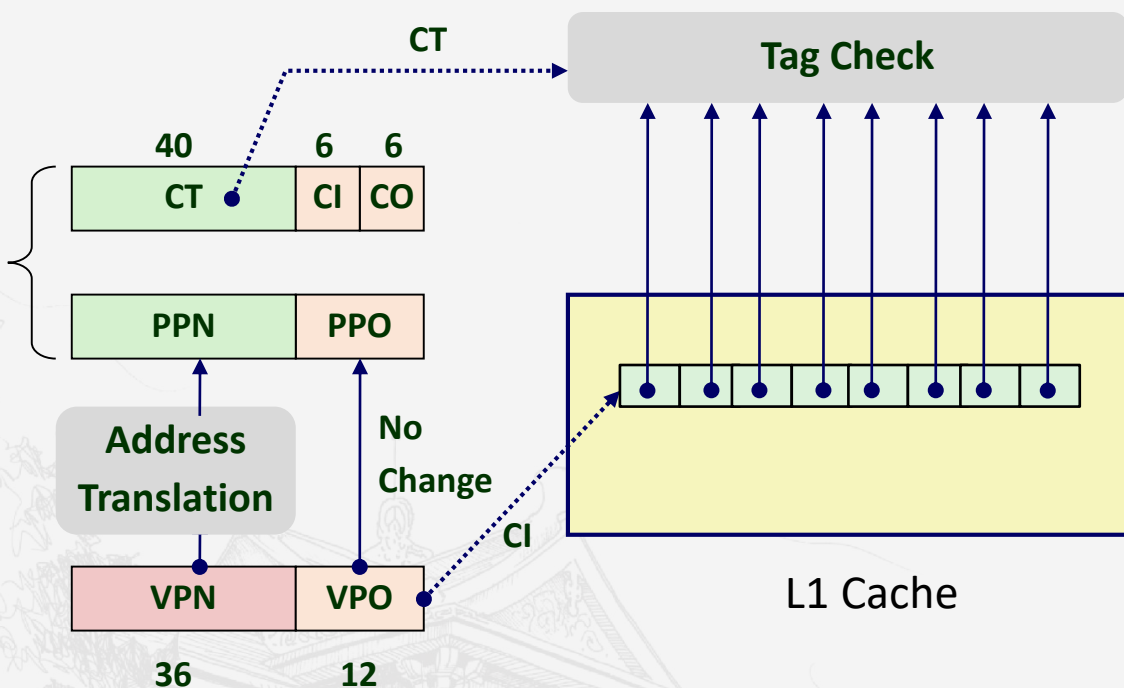 CT
Tag Check
40 6 6
CT CI CO
PPN PPO
Address
Translation
No
Change
CI
VPN VPO
L1 Cache
36 12